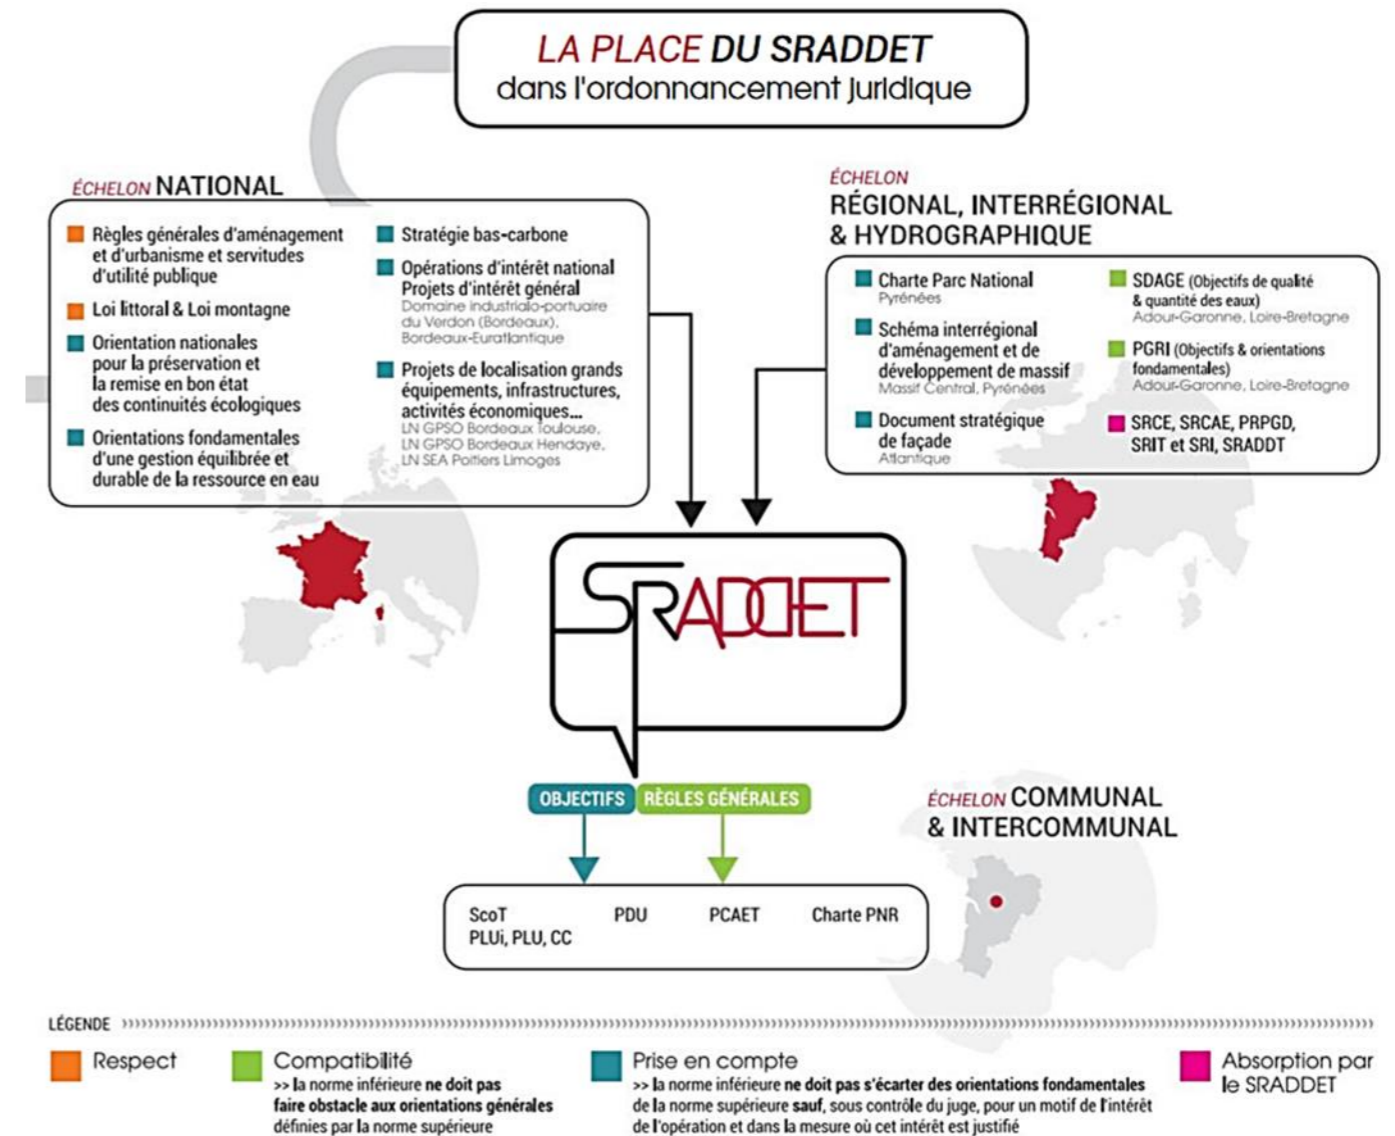 LA PLACE DU SRADDET
dans l'ordonnancement juridique
ÉCHELON NATIONAL
Règles générales d'aménagement
et d'urbanisme et servitudes
d'utilité publique
Loi littoral & Loi montagne
Orientation nationales
pour la préservation et
la remise en bon état
des continuités écologiques
Orientations fondamentales
d'une gestion équilibrée et
durable de la ressource en eau
Stratégie bas-carbone
Opérations d'intérêt national
Projets d'intérêt général
Domaine industrialo-portuaire
du Verdon (Bordeaux),
Bordeaux-Euratlantique
Projets de localisation grands
équipements, infrastructures,
activités économiques...
LN GPSO Bordeaux Toulouse,
LN GPSO Bordeaux Hendaye,
LN SEA Poitiers Limoges
ÉCHELON
RÉGIONAL, INTERRÉGIONAL
& HYDROGRAPHIQUE
Charte Parc National
Pyrénées
Schéma interrégional
d'aménagement et de
développement de massif
Massif Central, Pyrénées
Document stratégique
de façade
Atlantique
SDAGE (Objectifs de qualité
& quantité des eaux)
Adour-Garonne, Loire-Bretagne
PGRI (Objectifs & orientations
fondamentales)
Adour-Garonne, Loire-Bretagne
SRCE, SRCAE, PRPGD,
SRIT et SRI, SRADDT
SRADDET
OBJECTIFS RÈGLES GÉNÉRALES
ÉCHELON COMMUNAL
& INTERCOMMUNAL
ScoT PDU PCAET Charte PNR
PLUi, PLU, CC
LÉGENDE
Respect
Compatibilité
>> la norme inférieure ne doit pas
faire obstacle aux orientations générales
définies par la norme supérieure
Prise en compte
>> la norme inférieure ne doit pas s'écarter des orientations fondamentales
de la norme supérieure sauf, sous contrôle du juge, pour un motif de l'intérêt
de l'opération et dans la mesure où cet intérêt est justifié
Absorption par
le SRADDET